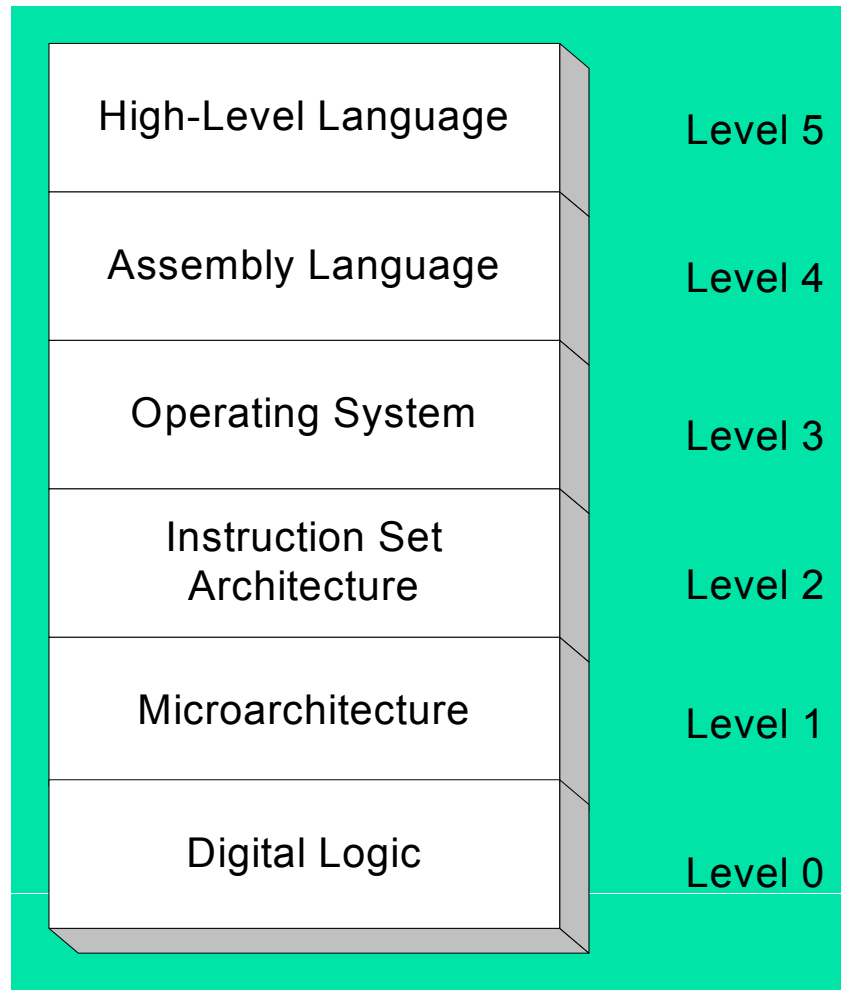 High-Level Language Level 5
Assembly Language Level 4
Operating System Level 3
Instruction Set
Architecture Level 2
Microarchitecture Level 1
Digital Logic Level 0